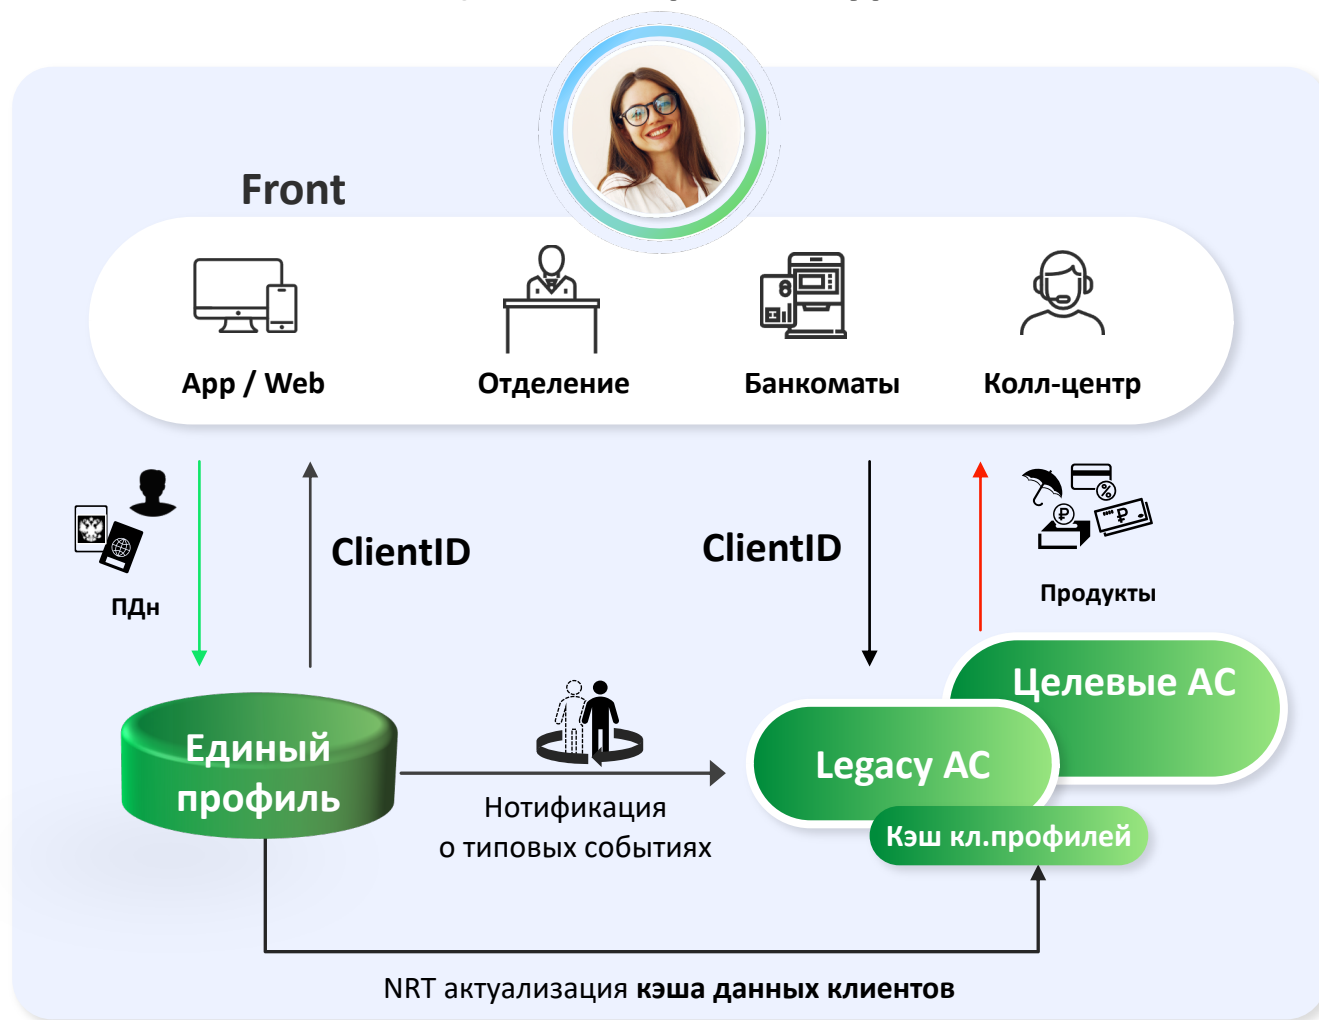 Front
App / Web
Отделение
Банкоматы
Колл-центр
ClientID
ClientID
ПДн
Продукты
Целевые АС
Единый
профиль
Legacy АС
Нотификация
о типовых событиях
Кэш кл.профилей
NRT актуализация кэша данных клиентов